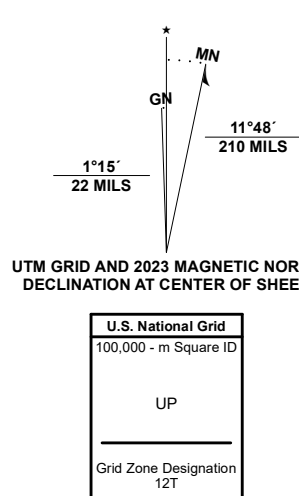 ★
MN
GN
11°48´
210 MILS
1°15´
22 MILS
UTM GRID AND 2023 MAGNETIC NOR
DECLINATION AT CENTER OF SHEE
U.S. National Grid
100,000 - m Square ID
UP
Grid Zone Designation
12T